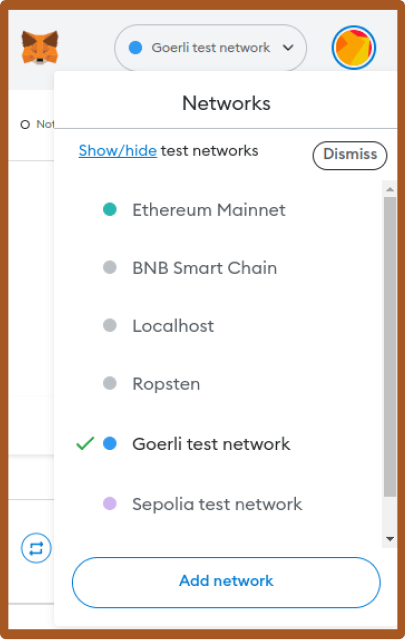 Goerli test network
Networks
Not
Show/hide test networks
Dismiss
Ethereum Mainnet
BNB Smart Chain
Localhost
Ropsten
Goerli test network
Sepolia test network
Add network